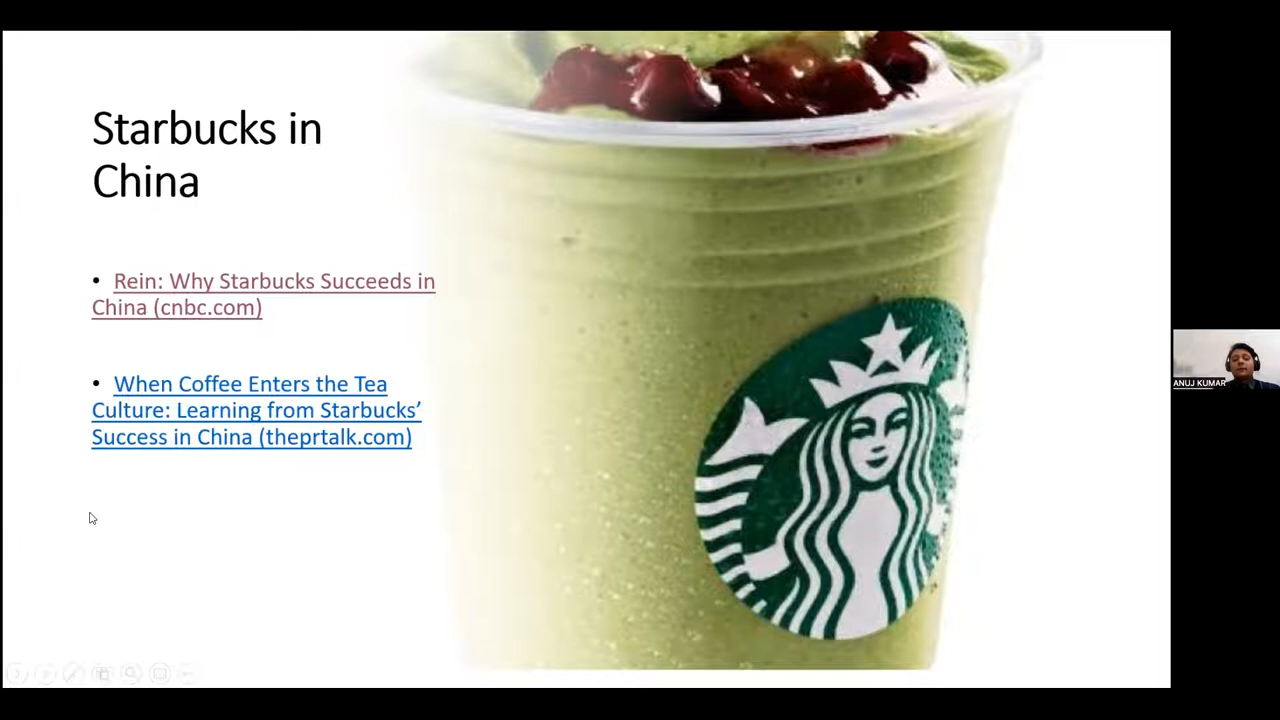 Starbucks in
China
• Rein: Why Starbucks Succeeds in
China (cnbc.com)
• When Coffee Enters the Tea
Culture: Learning from Starbucks’
Success in China (theprtalk.com)
ANUJ KUMAR